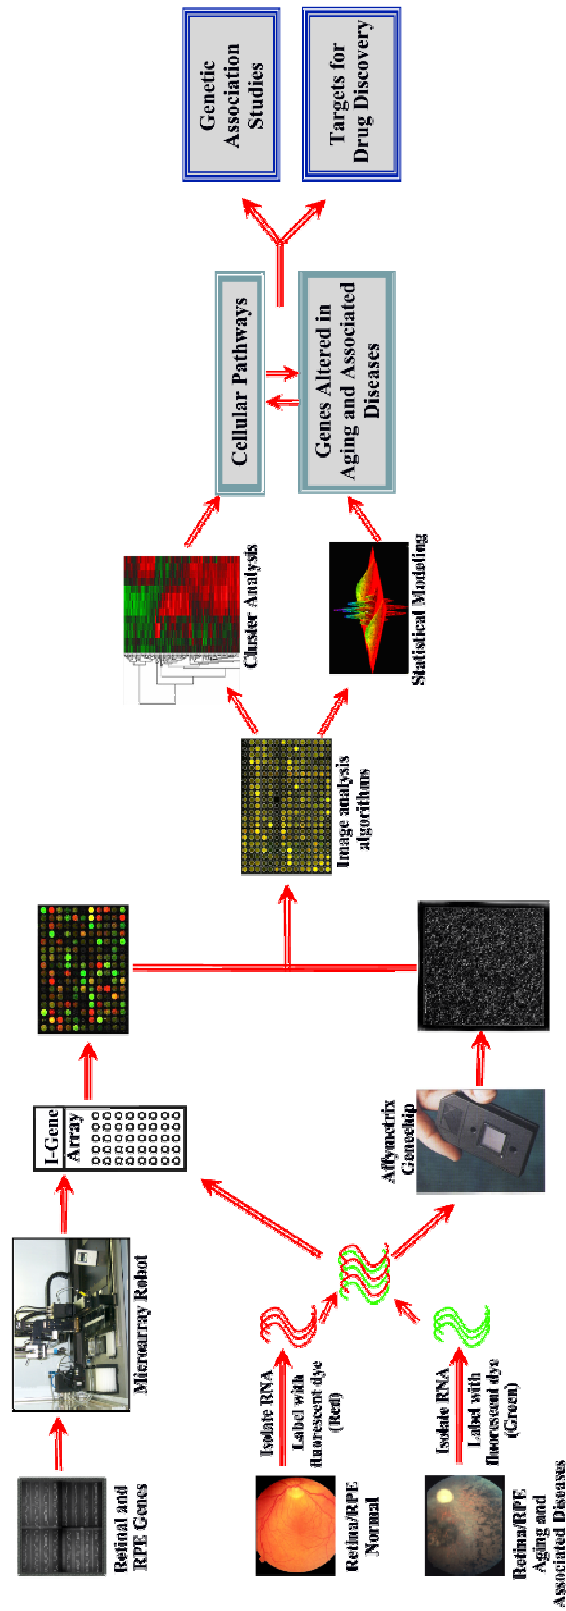 Retinal and
RPE Genes
Microarray Robot
I-Gene
Array
Retina/RPE
Normal
Isolate RNA
Label with
fluorescent dye
(Red)
Retina/RPE
Aging and
Associated Diseases
Isolate RNA
Label with
fluorescent dye
(Green)
Affymetrix
Genechip
Image analysis
algorithms
Cluster Analysis
Statistical Modeling
Cellular Pathways
Genes Altered in
Aging and Associated
Diseases
Genetic
Association
Studies
Targets for
Drug Discovery